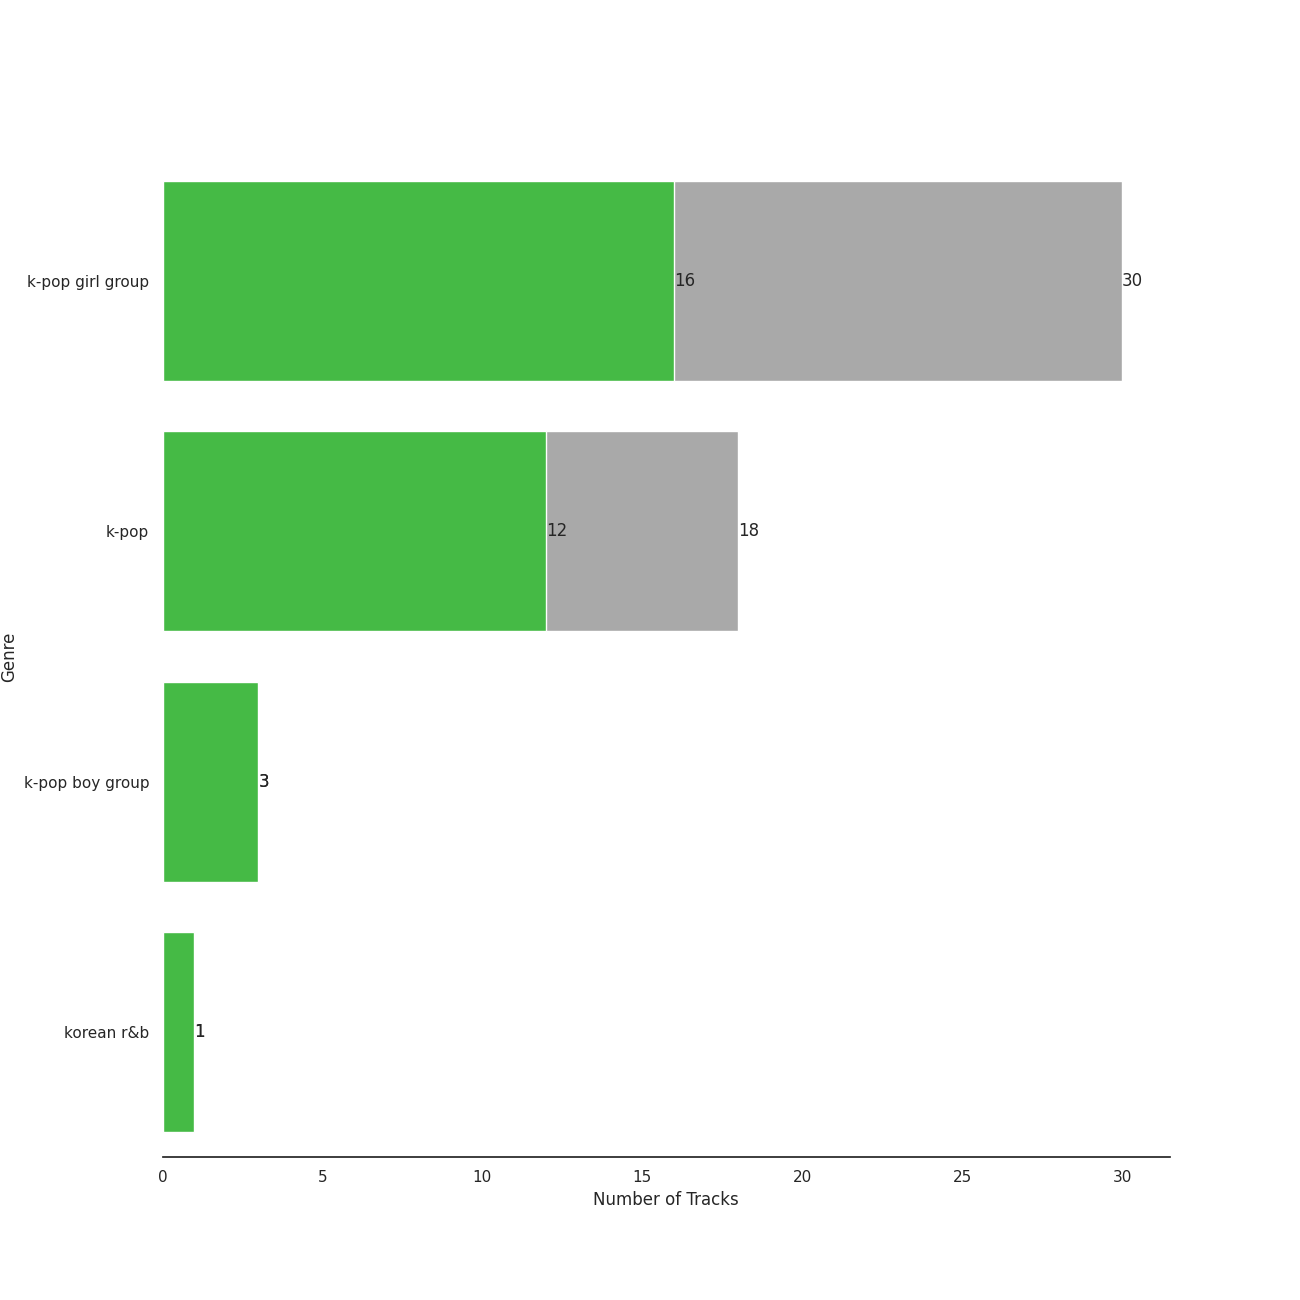 k-pop girl group
16
30
k-pop
12
18
Genre
k-pop boy group
3
korean r&b
1
0 5 10 15 20 25 30
Number of Tracks